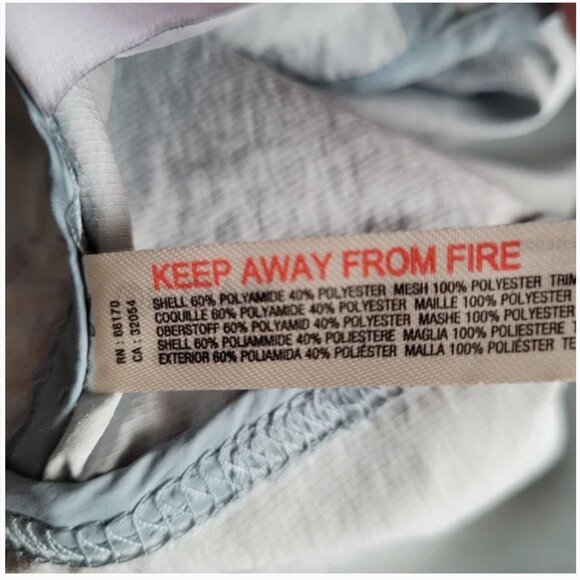 KEEP AWAY FROM FIRE
SHELL 60% POLYAMIDE 40% POLYESTER MESH 100% POLYESTER TRIM
COQUILLE 60% POLYAMIDE 40% POLYESTER MAILLE 100% POLYESTER
OBERSTOFF 60% POLYAMID 40% POLYESTER MASHE 100% POLYESTER
SHELL 60% POLIAMMIDE 40% POLIESTERE MAGLIA 100% POLIESTERE T
EXTERIOR 60% POLIAMIDA 40% POLIÉSTER MALLA 100% POLIÉSTER TE
RN : 68170
CA : 32054